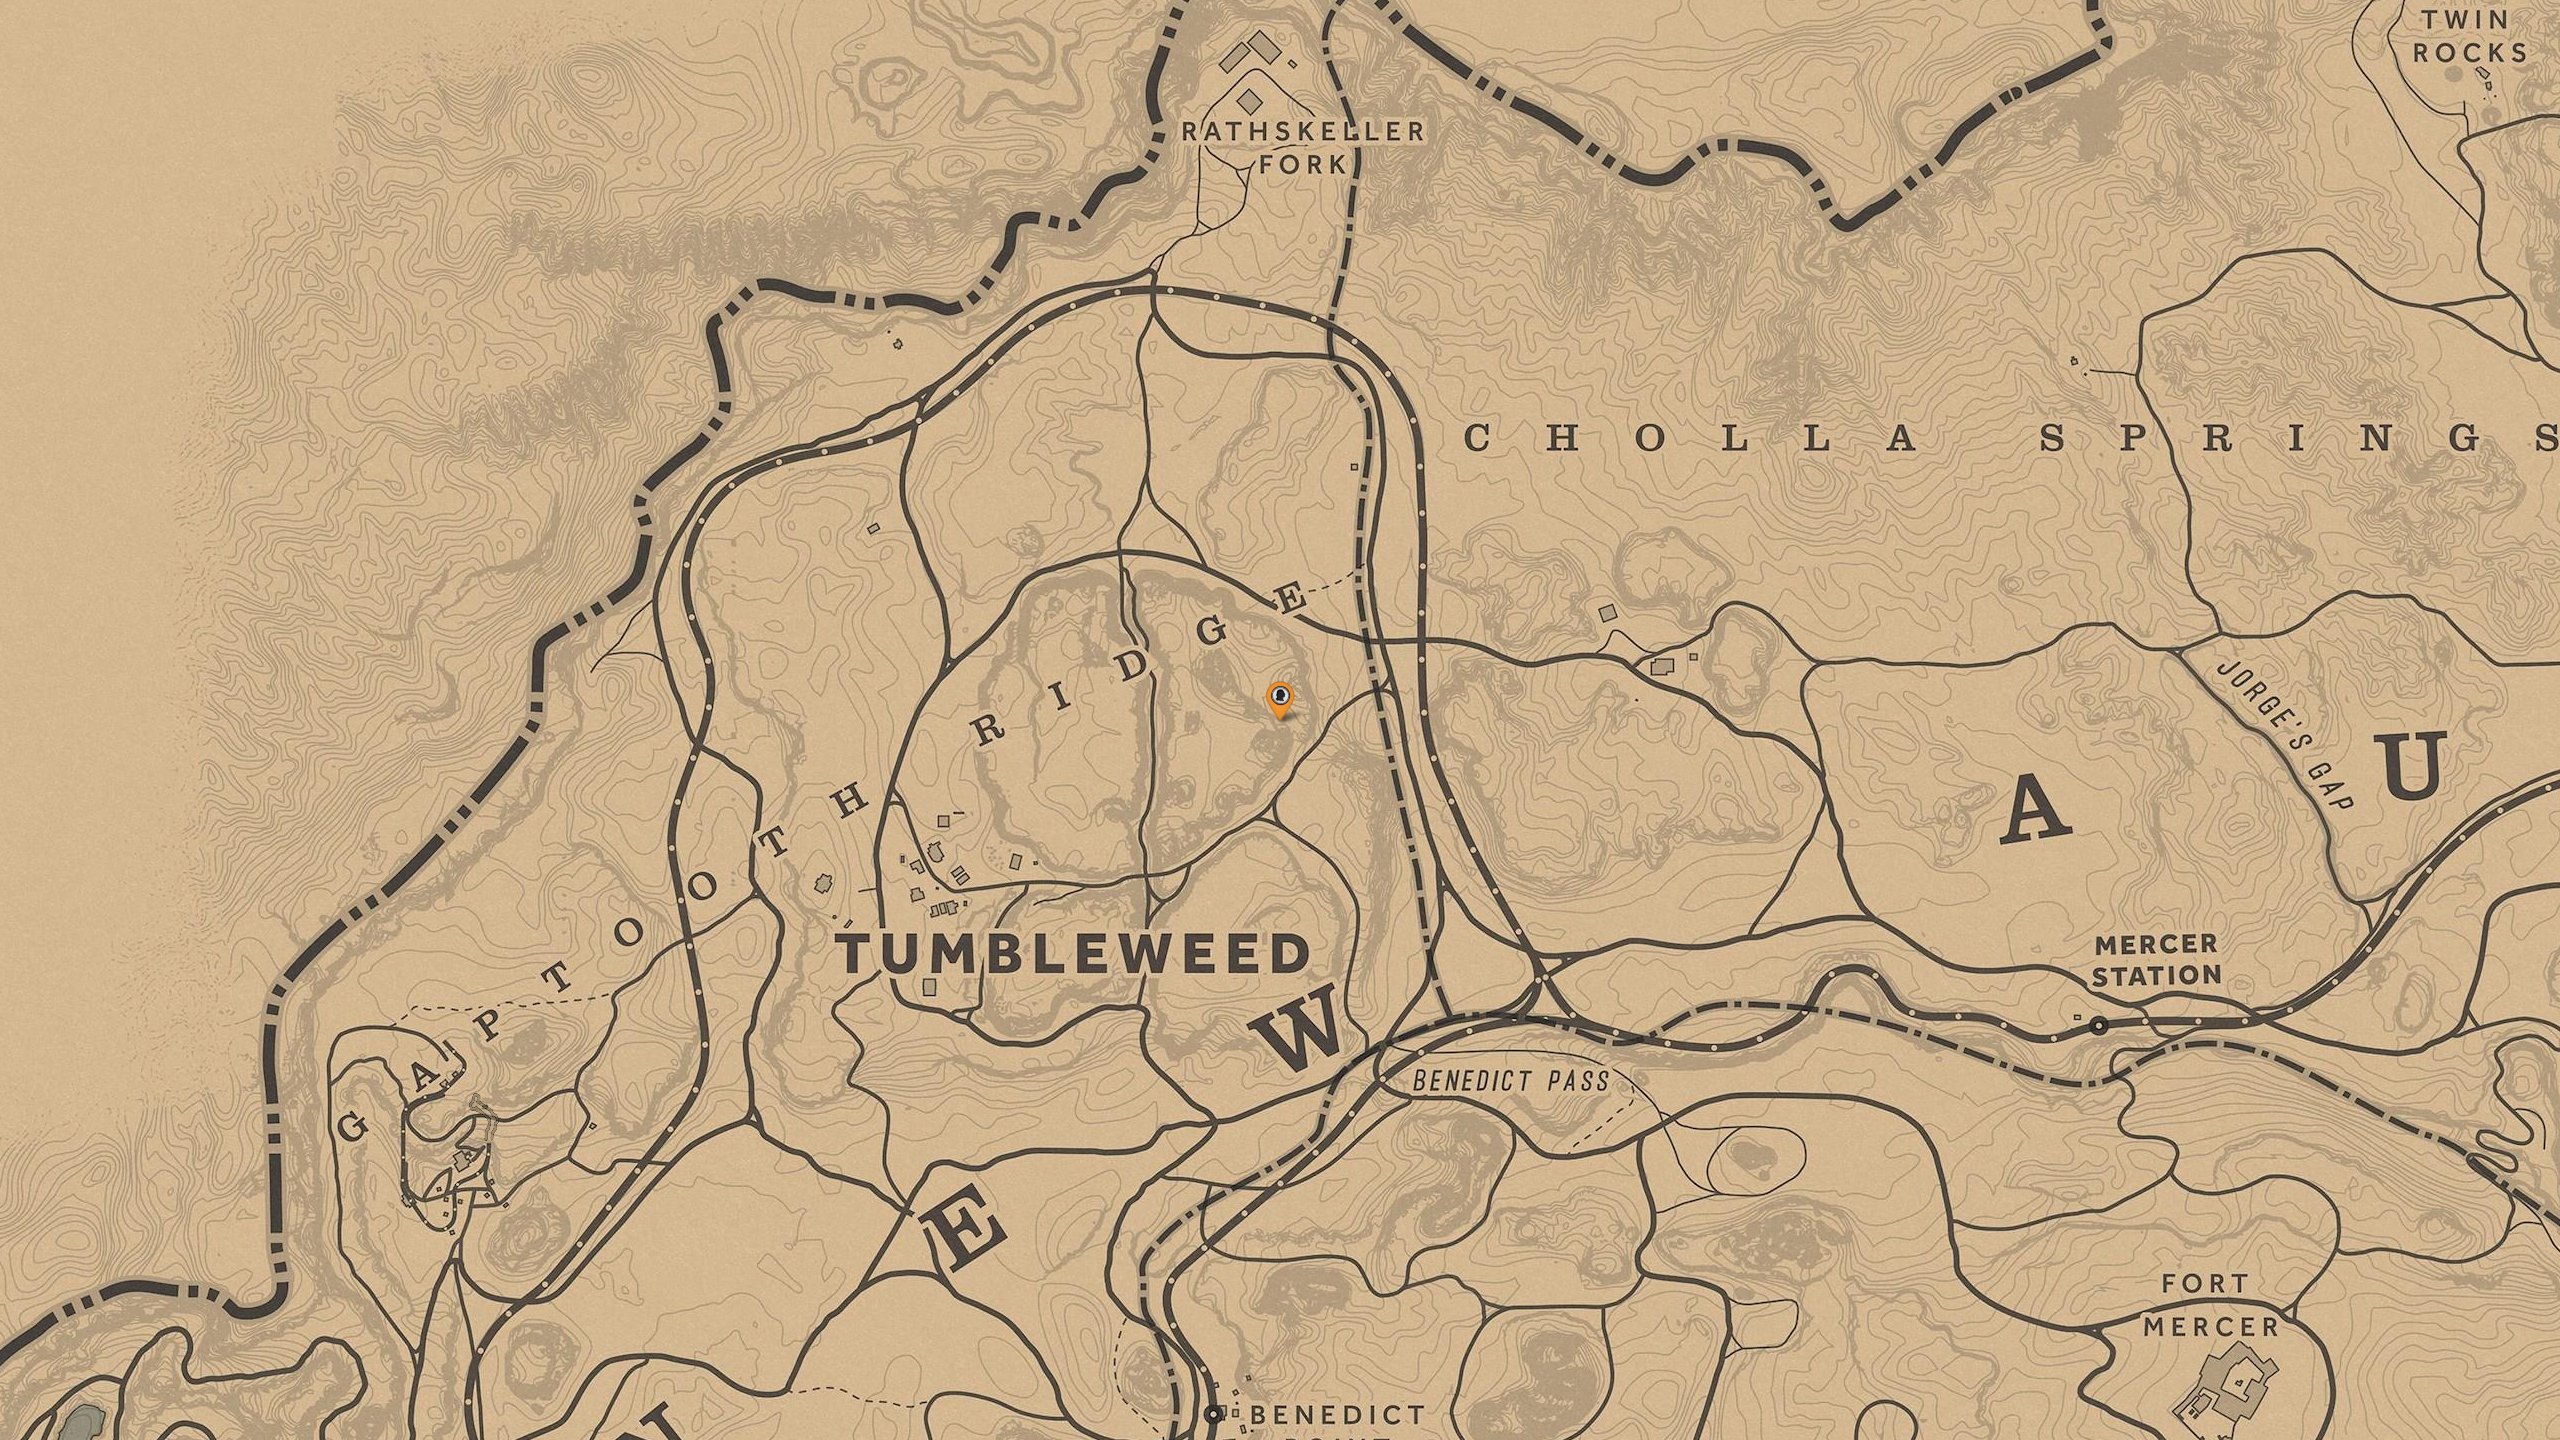 TWIN
ROCKS
RATHSKELLER
FORK
CHOLLA SPRINGS
GAPTOOTH RIDGE
JORGE'S GAP
A
U
TUMBLEWEED
MERCER
STATION
W
BENEDICT PASS
E
FORT
MERCER
N
BENEDICT